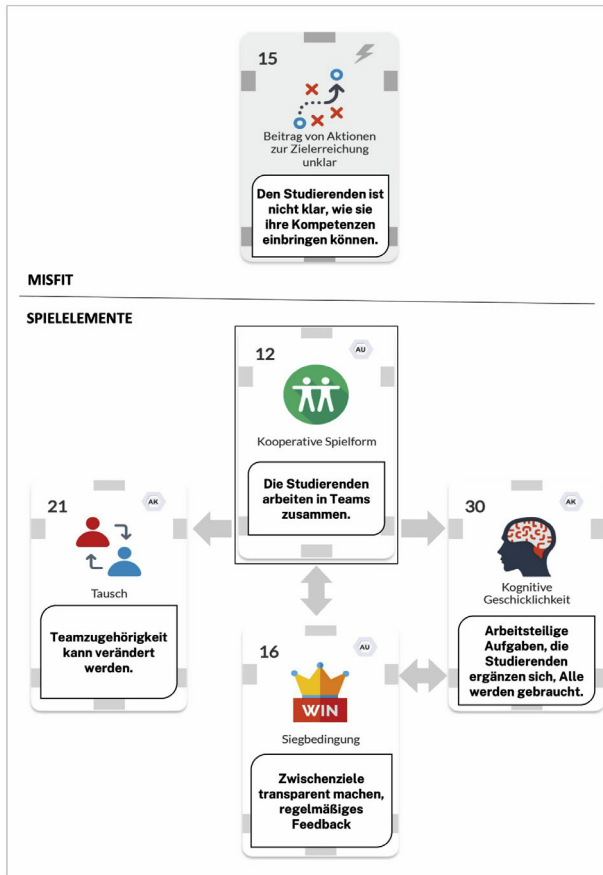 15
Beitrag von Aktionen
zur Zielerreichung
unklar
Den Studierenden ist
nicht klar, wie sie
ihre Kompetenzen
einbringen können.
MISFIT
SPIELELEMENTE
12
AU
Kooperative Spielform
Die Studierenden
arbeiten in Teams
zusammen.
21
AK
Tausch
Teamzugehörigkeit
kann verändert
werden.
30
AK
Kognitive
Geschicklichkeit
Arbeitsteilige
Aufgaben, die
Studierenden
ergänzen sich, Alle
werden gebraucht.
16
AU
WIN
Siegbedingung
Zwischenziele
transparent machen,
regelmäßiges
Feedback